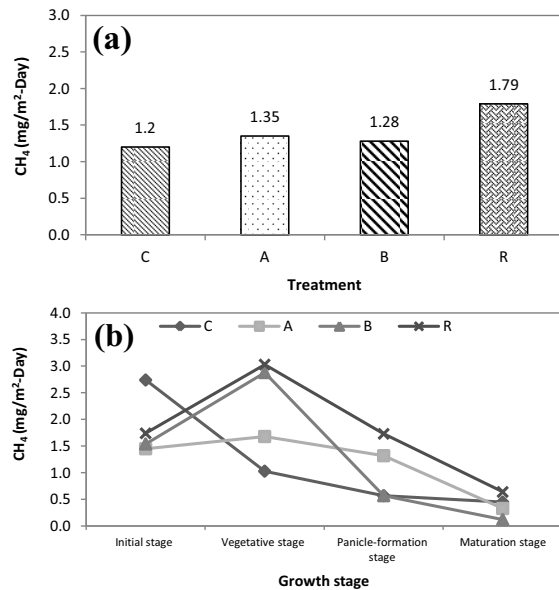 (a)
CH₄ (mg/m²-Day)
3.0
2.5
2.0
1.5
1.0
0.5
0.0
1.2
1.35
1.28
1.79
C A B R
Treatment
(b)
C A B R
CH₄ (mg/m²-Day)
4.0
3.5
3.0
2.5
2.0
1.5
1.0
0.5
0.0
Initial stage Vegetative stage Panicle-formation stage Maturation stage
Growth stage